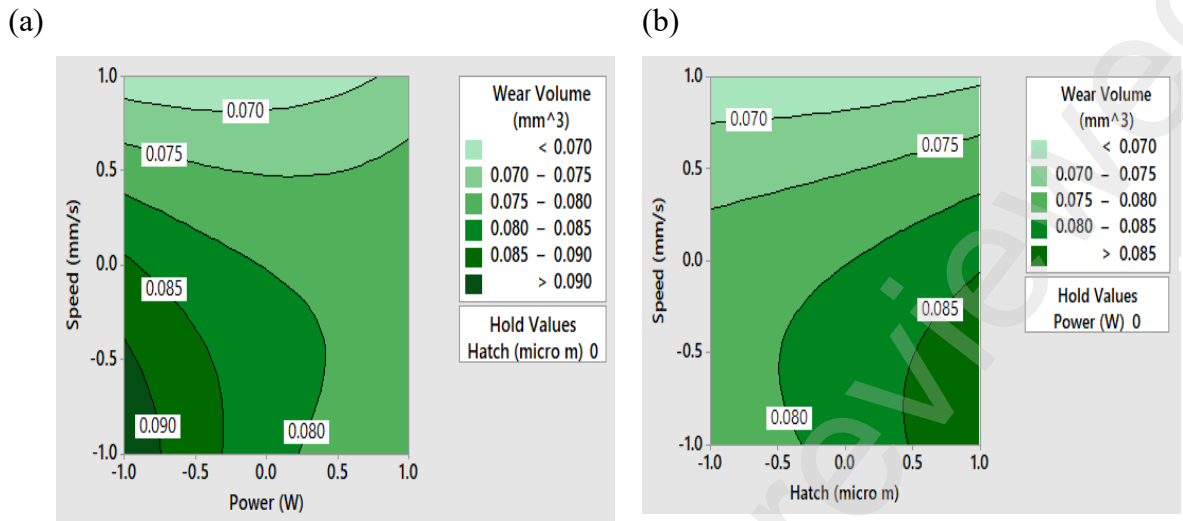 (a)
(b)
1.0
0.5
0.0
-0.5
-1.0
Speed (mm/s)
-1.0 -0.5 0.0 0.5 1.0
Power (W)
0.070
0.075
0.085
0.090
0.080
Wear Volume
(mm^3)
< 0.070
0.070 – 0.075
0.075 – 0.080
0.080 – 0.085
0.085 – 0.090
> 0.090
Hold Values
Hatch (micro m) 0
1.0
0.5
0.0
-0.5
-1.0
Speed (mm/s)
-1.0 -0.5 0.0 0.5 1.0
Hatch (micro m)
0.070
0.075
0.085
0.080
Wear Volume
(mm^3)
< 0.070
0.070 – 0.075
0.075 – 0.080
0.080 – 0.085
> 0.085
Hold Values
Power (W) 0